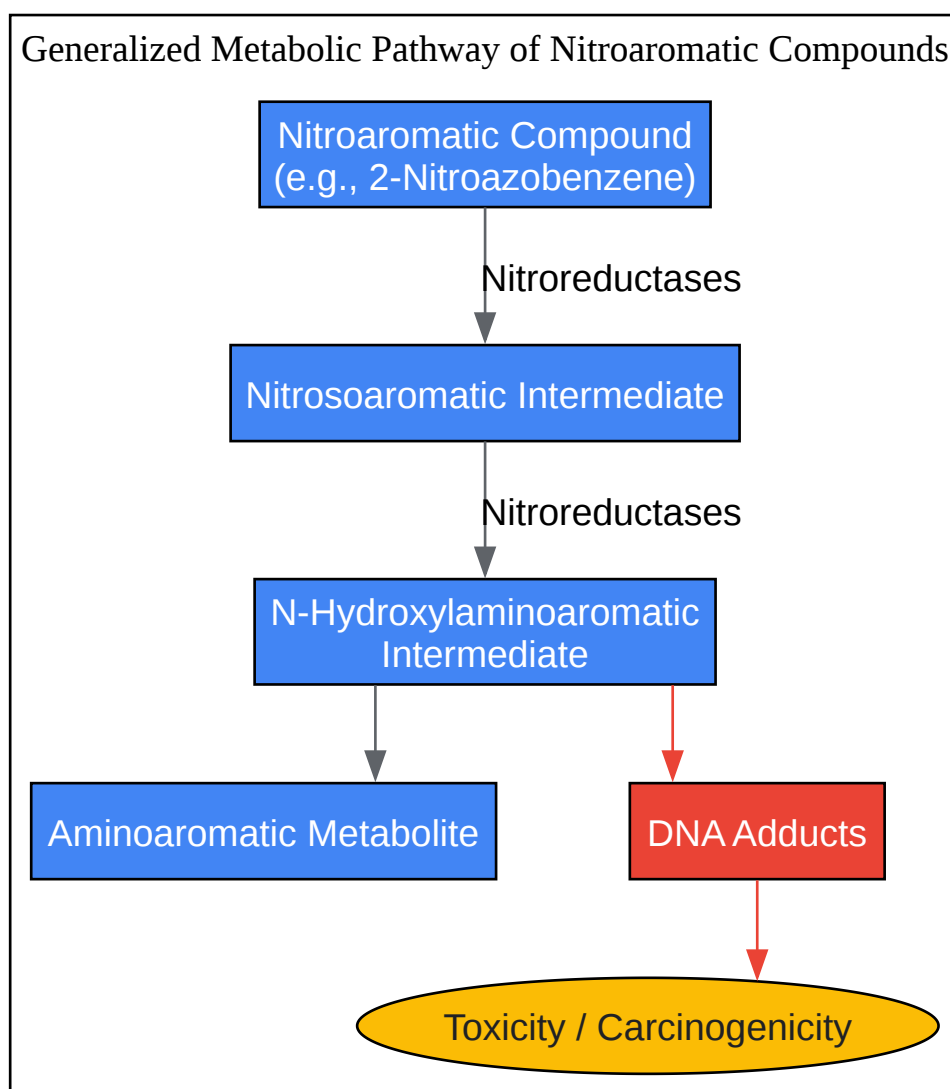 Generalized Metabolic Pathway of Nitroaromatic Compounds
Nitroaromatic Compound
(e.g., 2-Nitroazobenzene)
Nitroreductases
Nitrosoaromatic Intermediate
Nitroreductases
N-Hydroxylaminoaromatic
Intermediate
Aminoaromatic Metabolite
DNA Adducts
Toxicity / Carcinogenicity